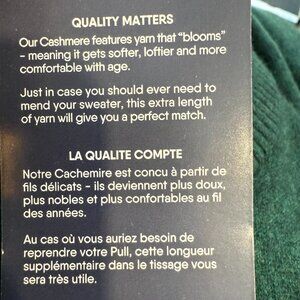 QUALITY MATTERS
Our Cashmere features yarn that "blooms"
- meaning it gets softer, loftier and more
comfortable with age.
Just in case you should ever need to
mend your sweater, this extra length
of yarn will give you a perfect match.
LA QUALITE COMPTE
Notre Cachemire est conçu à partir de
fils délicats - ils deviennent plus doux,
plus nobles et plus confortables au fil
des années.
Au cas où vous auriez besoin de
reprendre votre Pull, cette longueur
supplémentaire dans le tissage vous
sera très utile.